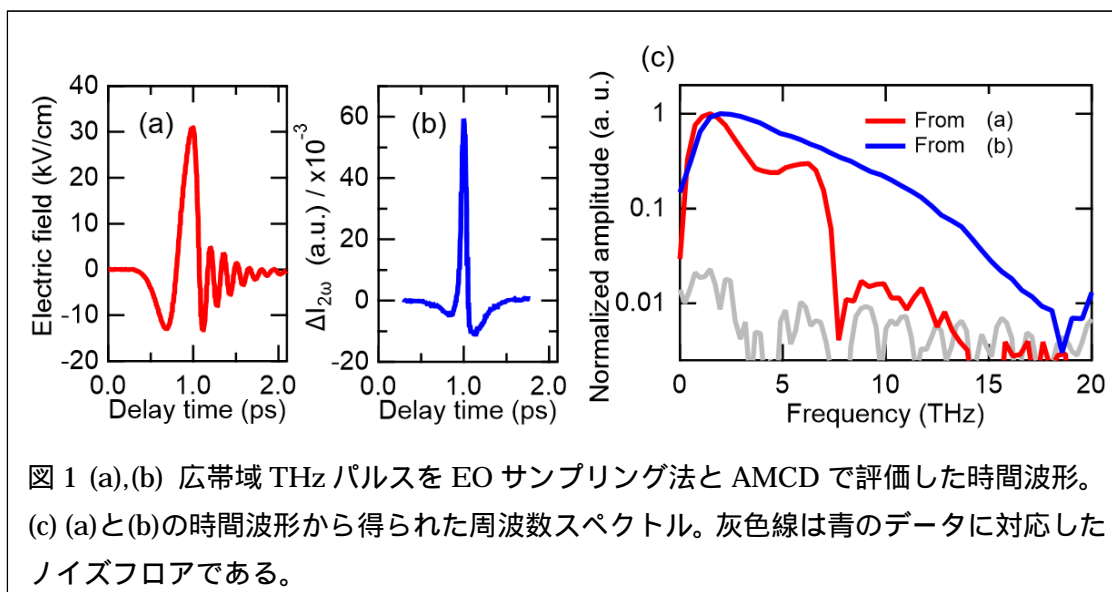 (a)
Electric field (kV/cm)
40
30
20
10
0
-10
-20
0
1.0
2.0
Delay time (ps)
(b)
ΔI2ω (a.u.) / x10-3
60
40
20
0
-20
0
1.0
2.0
Delay time (ps)
(c)
Normalized amplitude (a. u.)
1
0.1
0.01
From (a)
From (b)
0
5
10
15
20
Frequency (THz)
図 1 (a),(b) 広帯域 THz パルスを EO サンプリング法と AMCD で評価した時間波形。
(c) (a)と(b)の時間波形から得られた周波数スペクトル。灰色線は青のデータに対応した
ノイズフロアである。